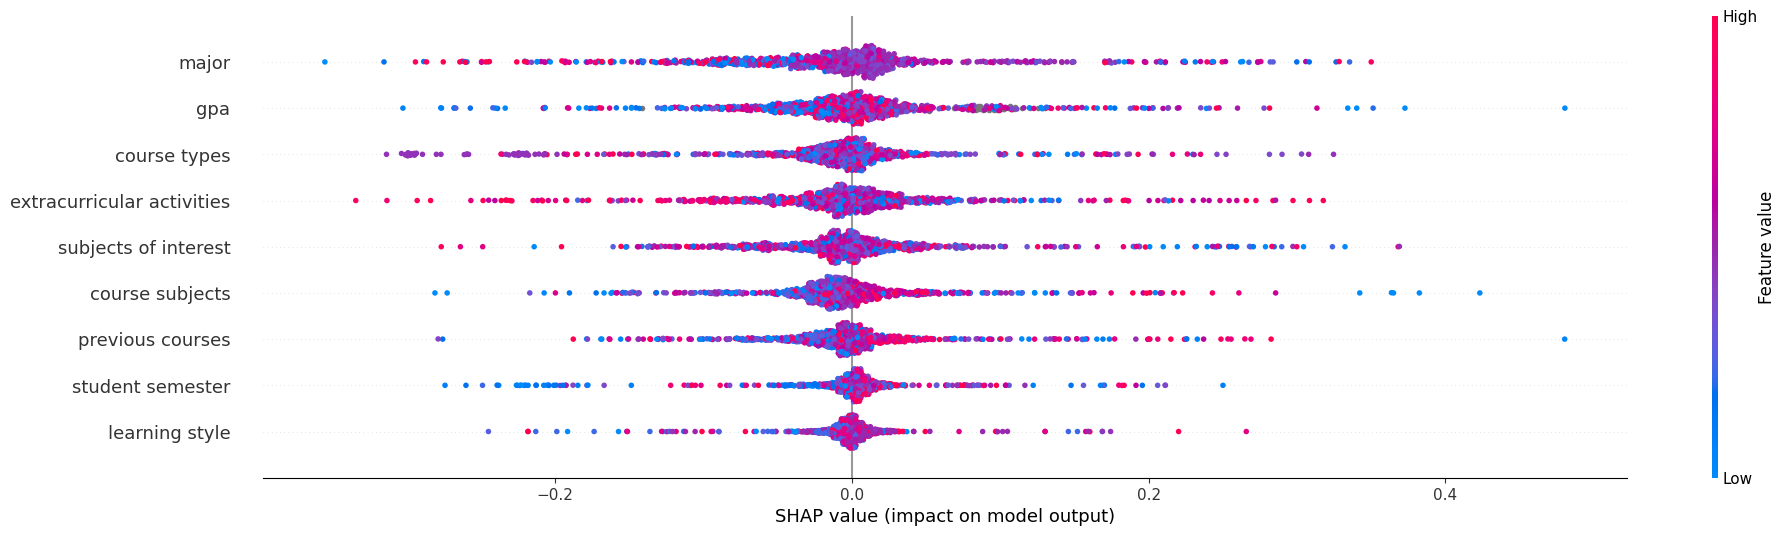 High
major
gpa
course types
extracurricular activities
subjects of interest
course subjects
previous courses
student semester
learning style
Feature value
Low
−0.2
0.0
0.2
0.4
SHAP value (impact on model output)